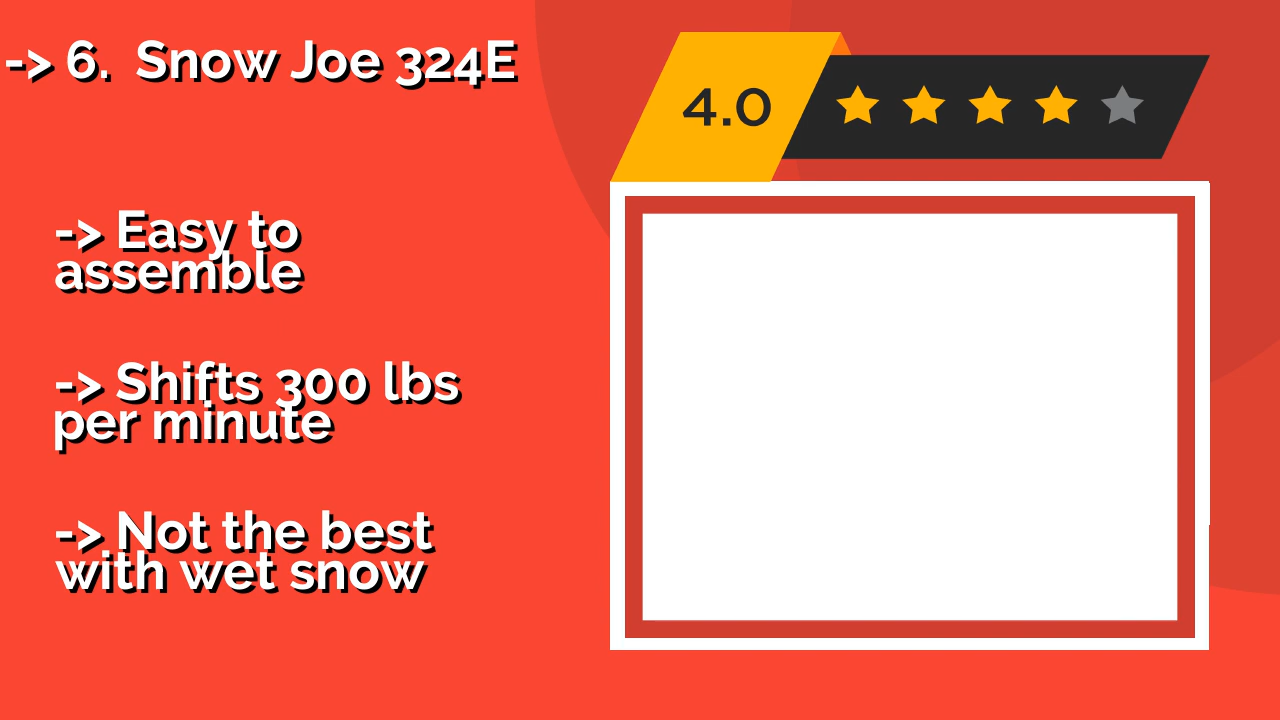 -> 6. Snow Joe 324E
4.0
-> Easy to
assemble
-> Shifts 300 lbs
per minute
-> Not the best
with wet snow